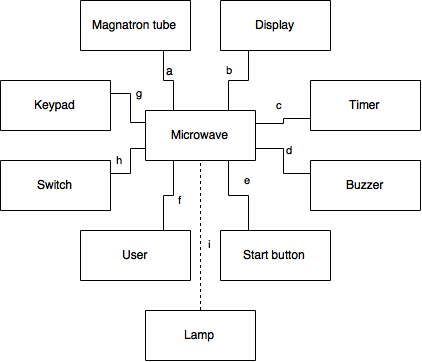 Magnatron tube
Display
a
b
Keypad
g
c
Timer
Microwave
h
d
Switch
e
Buzzer
f
User
i
Start button
Lamp